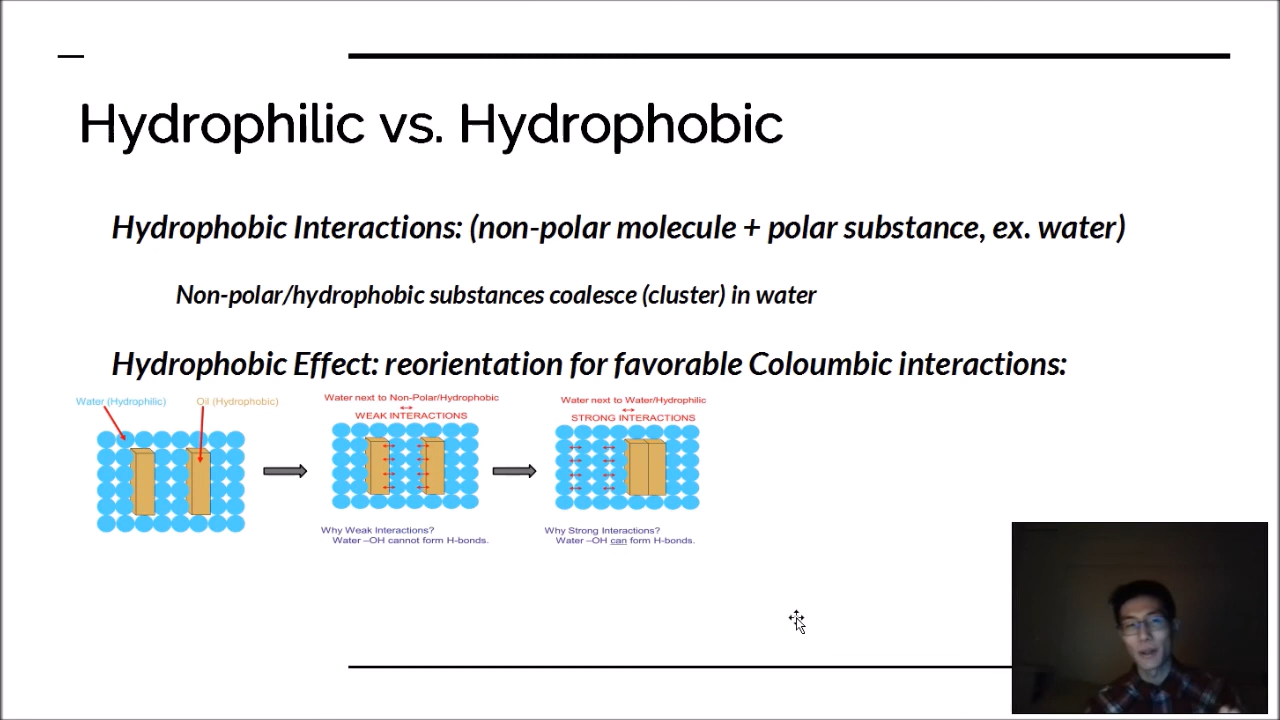 Hydrophilic vs. Hydrophobic
Hydrophobic Interactions: (non-polar molecule + polar substance, ex. water)
Non-polar/hydrophobic substances coalesce (cluster) in water
Hydrophobic Effect: reorientation for favorable Coloumbic interactions:
Water (Hydrophilic)
Oil (Hydrophobic)
Water next to Non-Polar/Hydrophobic
WEAK INTERACTIONS
Why Weak Interactions?
Water –OH cannot form H-bonds.
Water next to Water/Hydrophilic
STRONG INTERACTIONS
Why Strong Interactions?
Water –OH can form H-bonds.